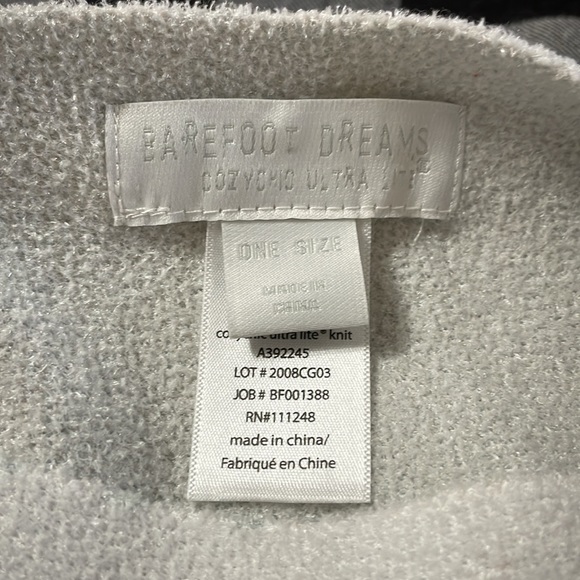 BAREFOOT DREAMS®
COZYCHIC ULTRA LITE
ONE SIZE
MADE IN
CHINA
cozychic ultra lite® knit
A392245
LOT # 2008CG03
JOB# BF001388
RN#111248
made in china/
Fabriqué en Chine